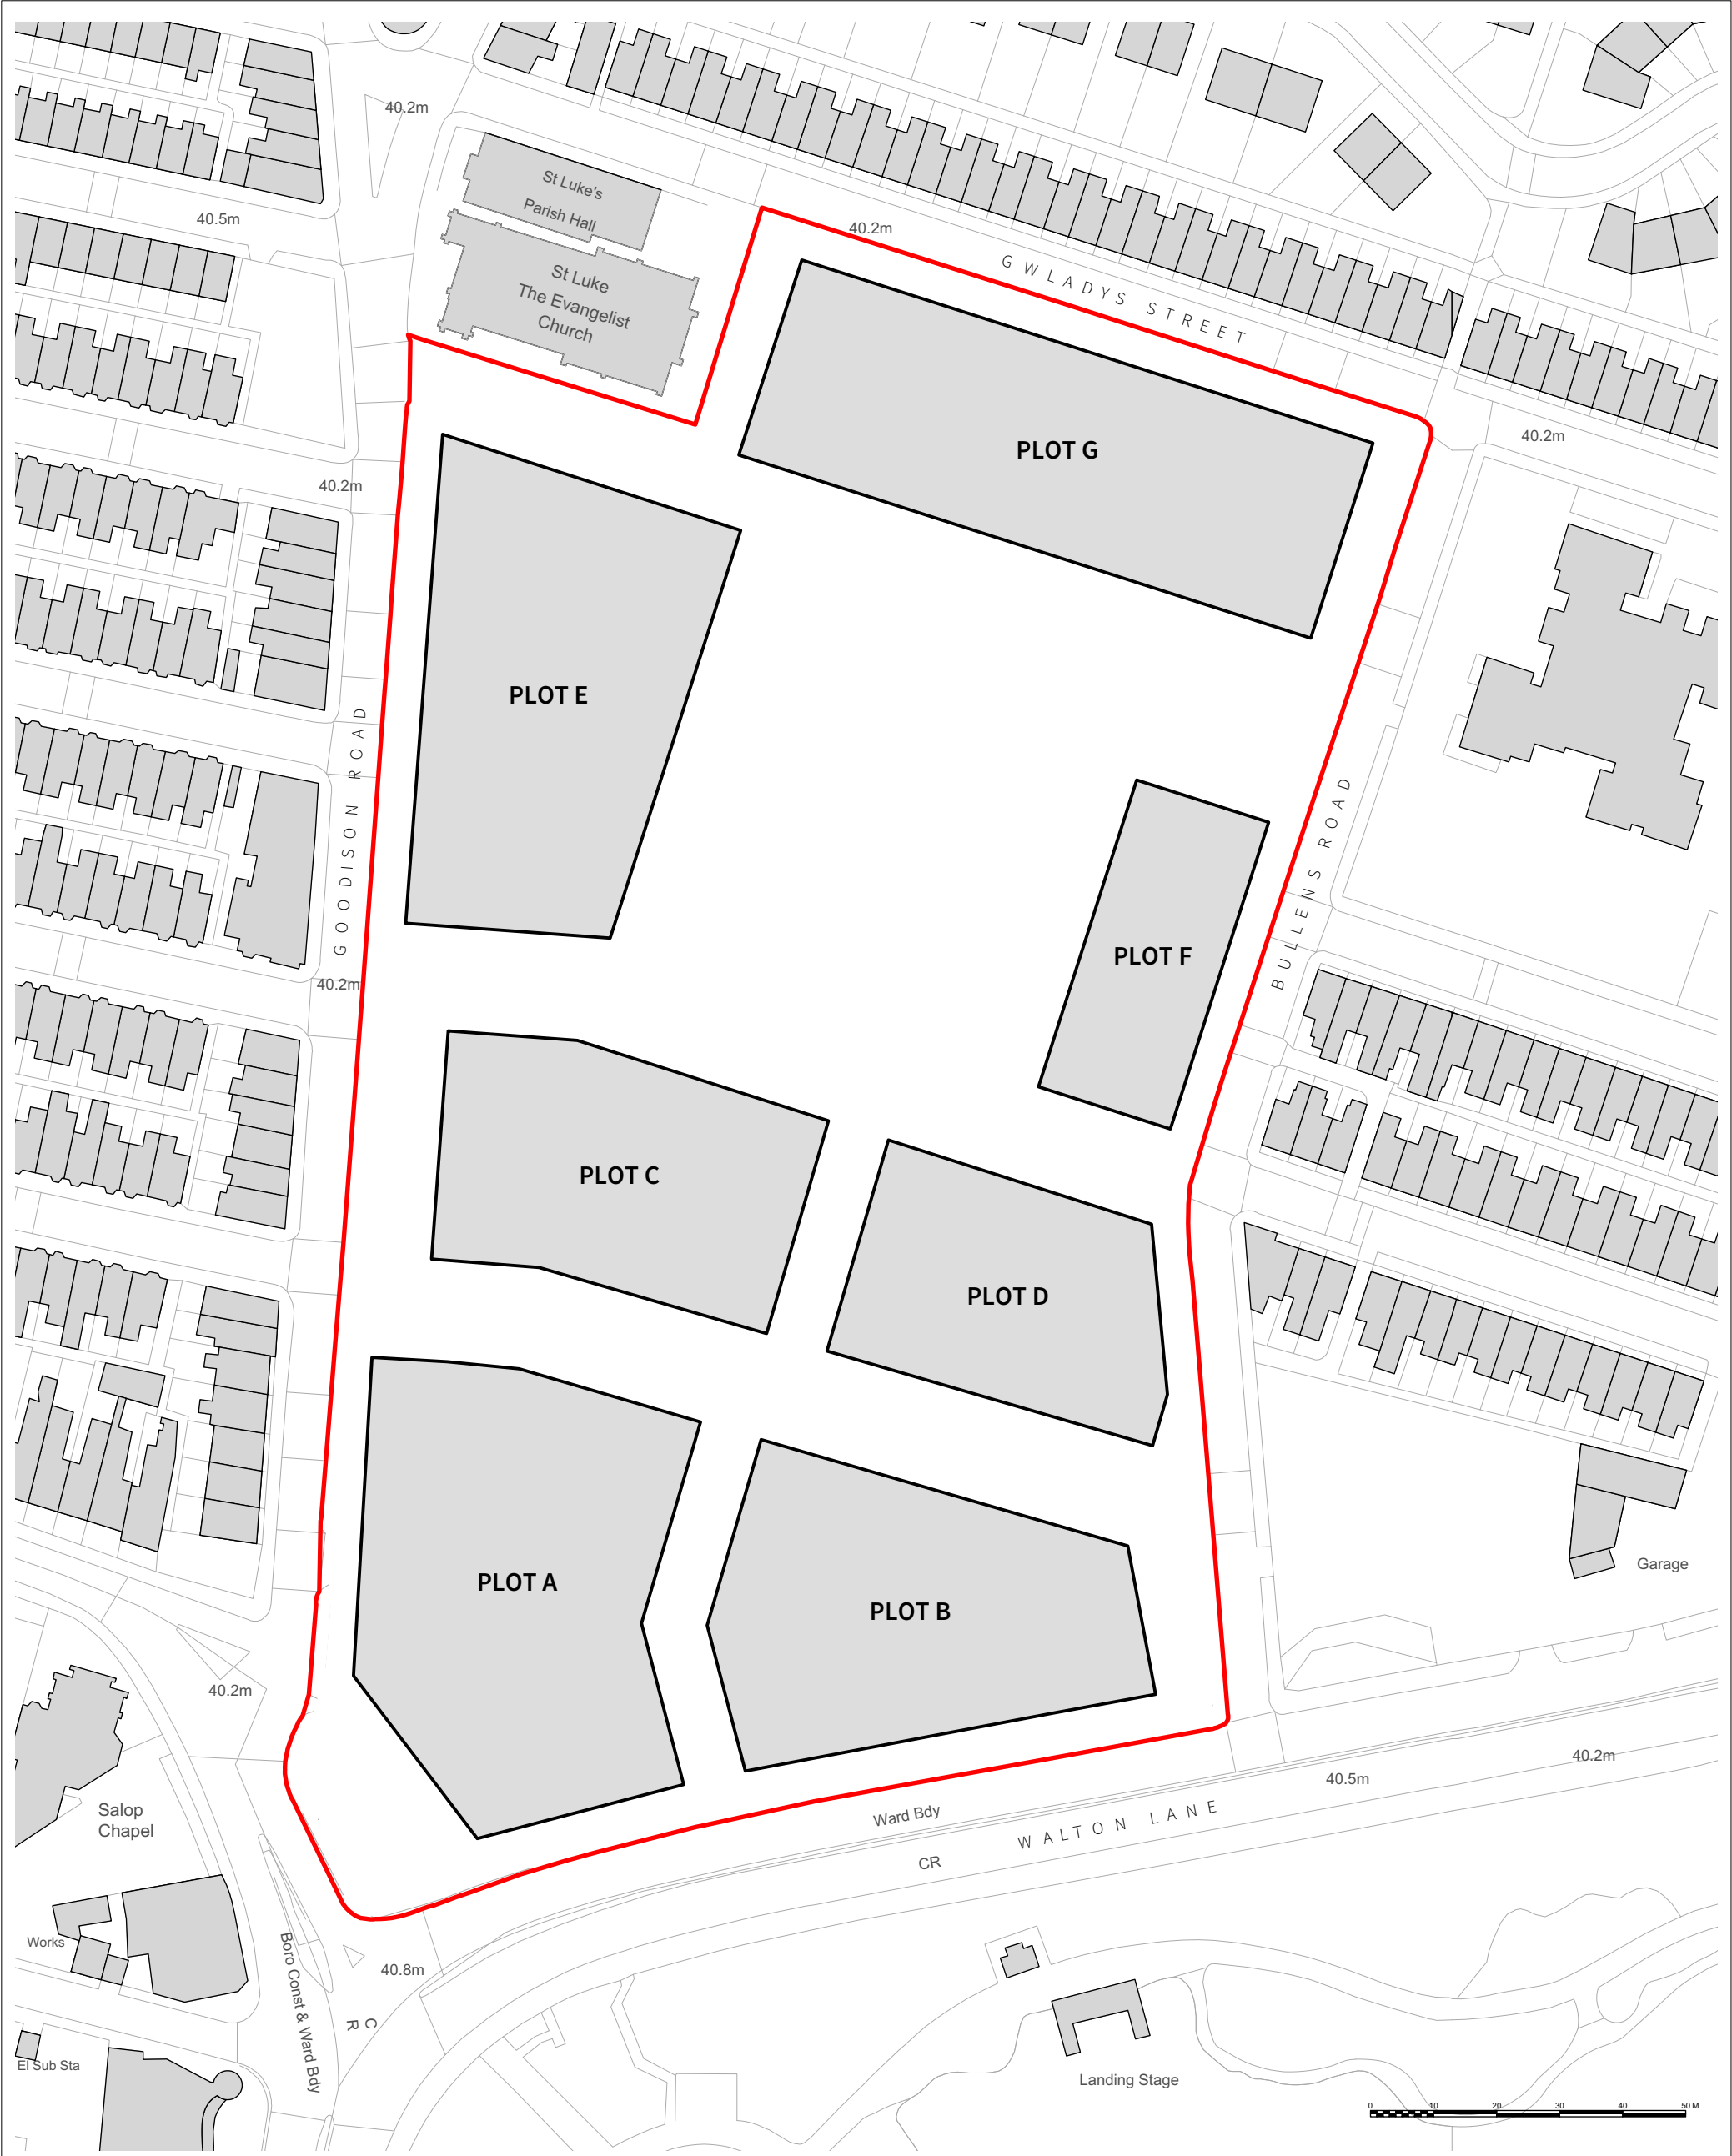 40.2m
40.5m
St Luke's
Parish Hall
St Luke
The Evangelist
Church
40.2m
GWLADYS STREET
PLOT G
40.2m
40.2m
PLOT E
GOODISON ROAD
BULLENS ROAD
PLOT F
40.2m
PLOT C
PLOT D
Garage
PLOT A
PLOT B
40.2m
40.2m
40.5m
Salop
Chapel
Ward Bdy
WALTON LANE
CR
Works
Boro Const & Ward Bdy
40.8m
CR
El Sub Sta
Landing Stage
0 10 20 30 40 50 M